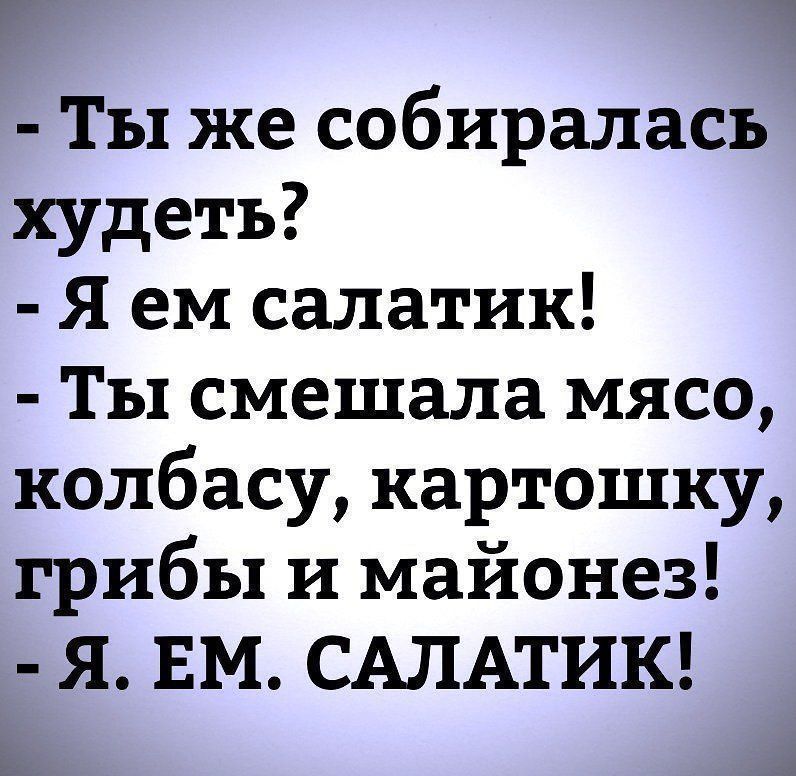 - Ты же собиралась
худеть?
- Я ем салатик!
- Ты смешала мясо,
колбасу, картошку,
грибы и майонез!
- Я. ЕМ. САЛАТИК!